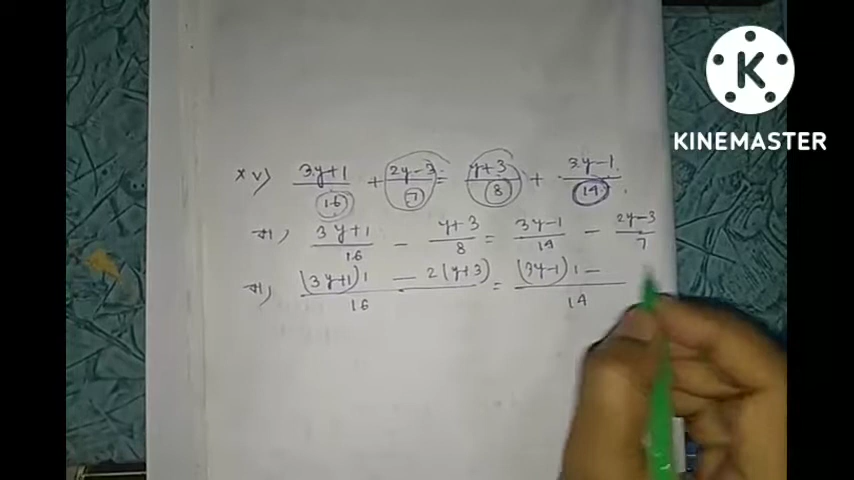 KINEMASTER
xv) (3y+1)/16 + (2y-3)/7 = (y+3)/8 + (3y-1)/14
বা, (3y+1)/16 - (y+3)/8 = (3y-1)/14 - (2y-3)/7
বা, ((3y+1)1 - 2(y+3))/16 = ((3y-1)1 -)/14